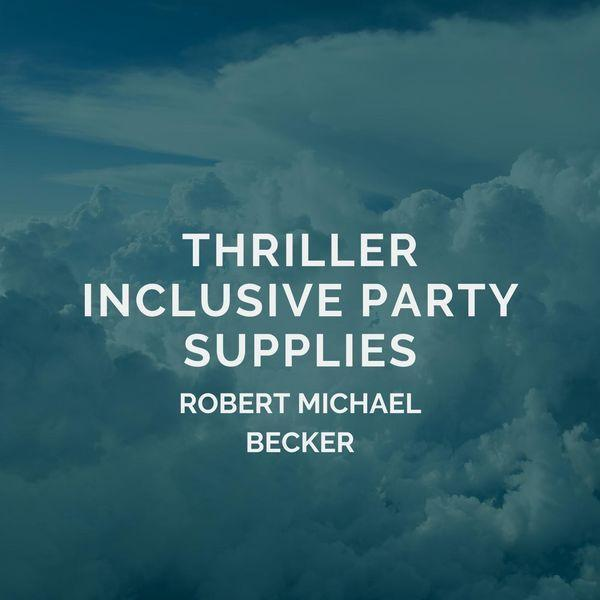 THRILLER
INCLUSIVE PARTY
SUPPLIES
ROBERT MICHAEL
BECKER